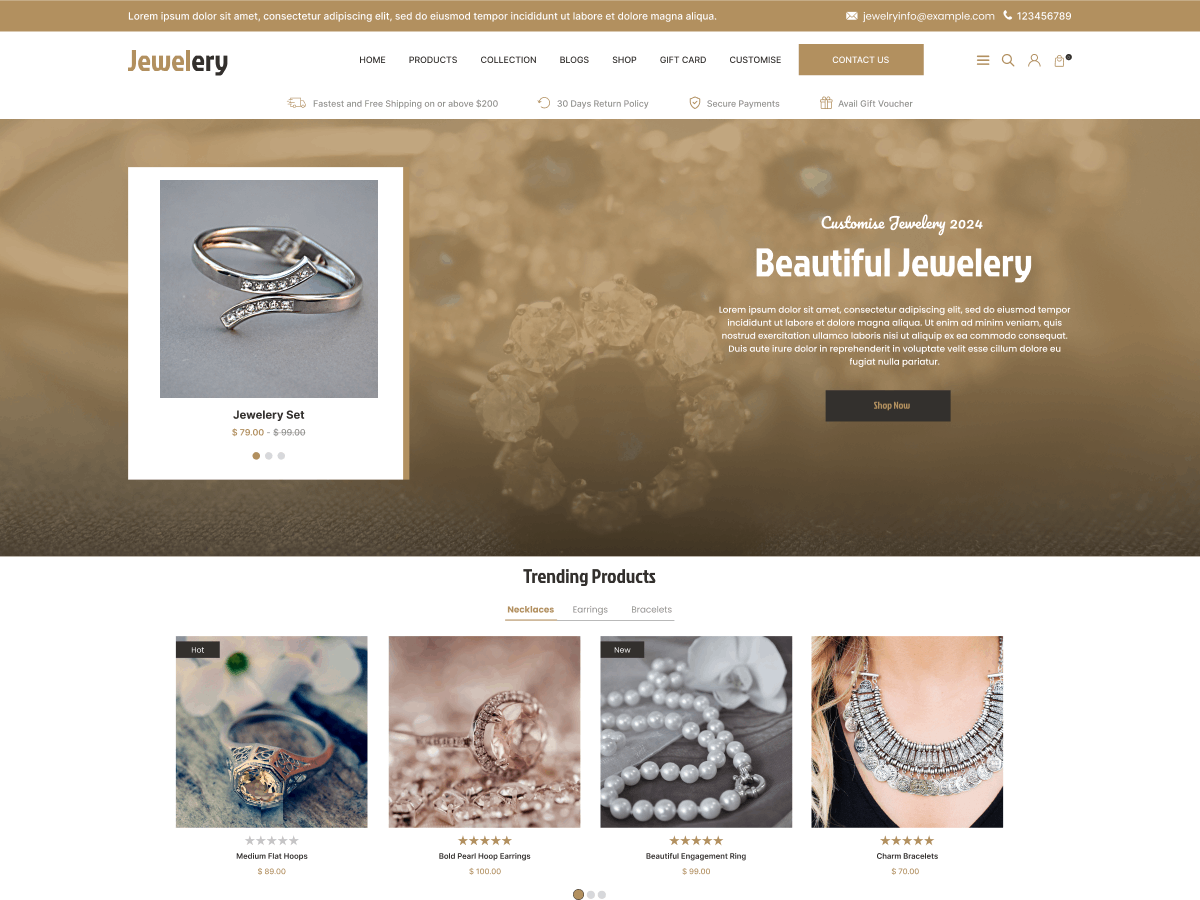 Lorem ipsum dolor sit amet, consectetur adipiscing elit, sed do eiusmod tempor incididunt ut labore et dolore magna aliqua.
jewelryinfo@example.com 123456789
Jewelery
HOME PRODUCTS COLLECTION BLOGS SHOP GIFT CARD CUSTOMISE CONTACT US
0
Fastest and Free Shipping on or above $200 30 Days Return Policy Secure Payments Avail Gift Voucher
Jewelery Set
$ 79.00 - $ 99.00
Customise Jewelery 2024
Beautiful Jewelery
Lorem ipsum dolor sit amet, consectetur adipiscing elit, sed do eiusmod tempor
incididunt ut labore et dolore magna aliqua. Ut enim ad minim veniam, quis
nostrud exercitation ullamco laboris nisi ut aliquip ex ea commodo consequat.
Duis aute irure dolor in reprehenderit in voluptate velit esse cillum dolore eu
fugiat nulla pariatur.
Shop Now
Trending Products
Necklaces Earrings Bracelets
Hot
New
Medium Flat Hoops
$ 89.00
Bold Pearl Hoop Earrings
$ 100.00
Beautiful Engagement Ring
$ 99.00
Charm Bracelets
$ 70.00